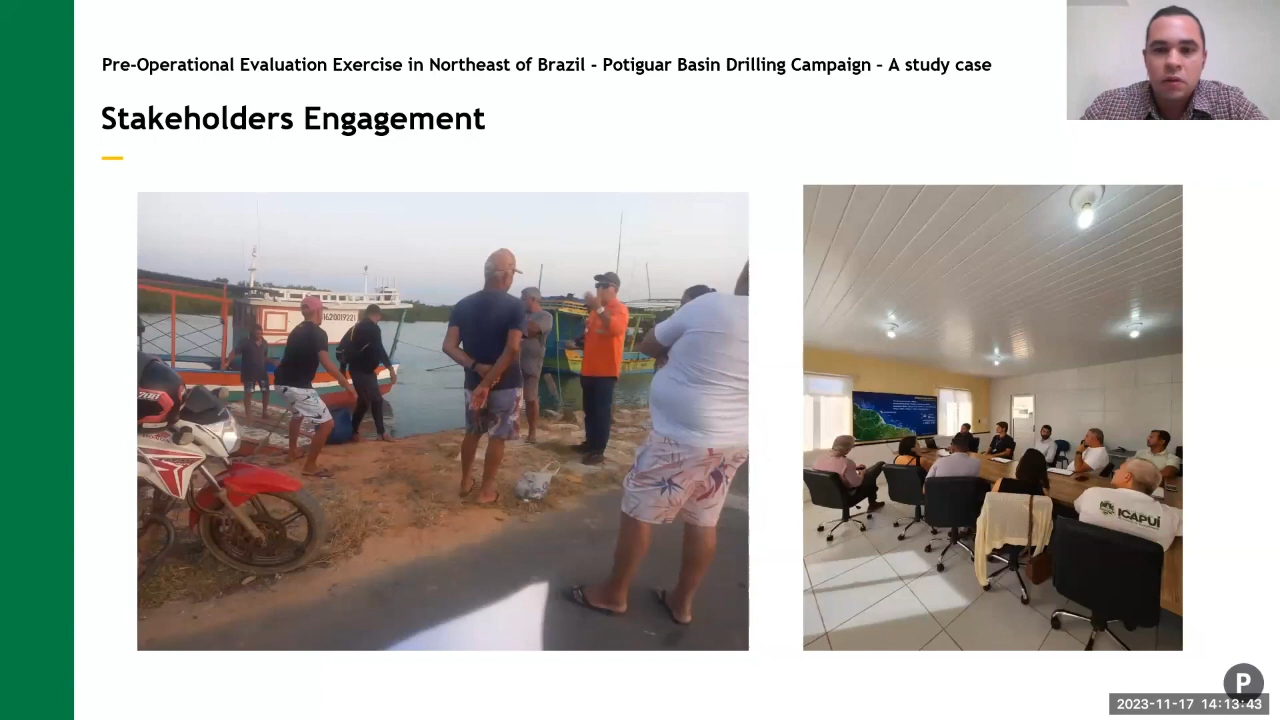 Pre-Operational Evaluation Exercise in Northeast of Brazil - Potiguar Basin Drilling Campaign – A study case
Stakeholders Engagement
1620019221
ICAPUÍ
P
2023-11-17 14:13:43